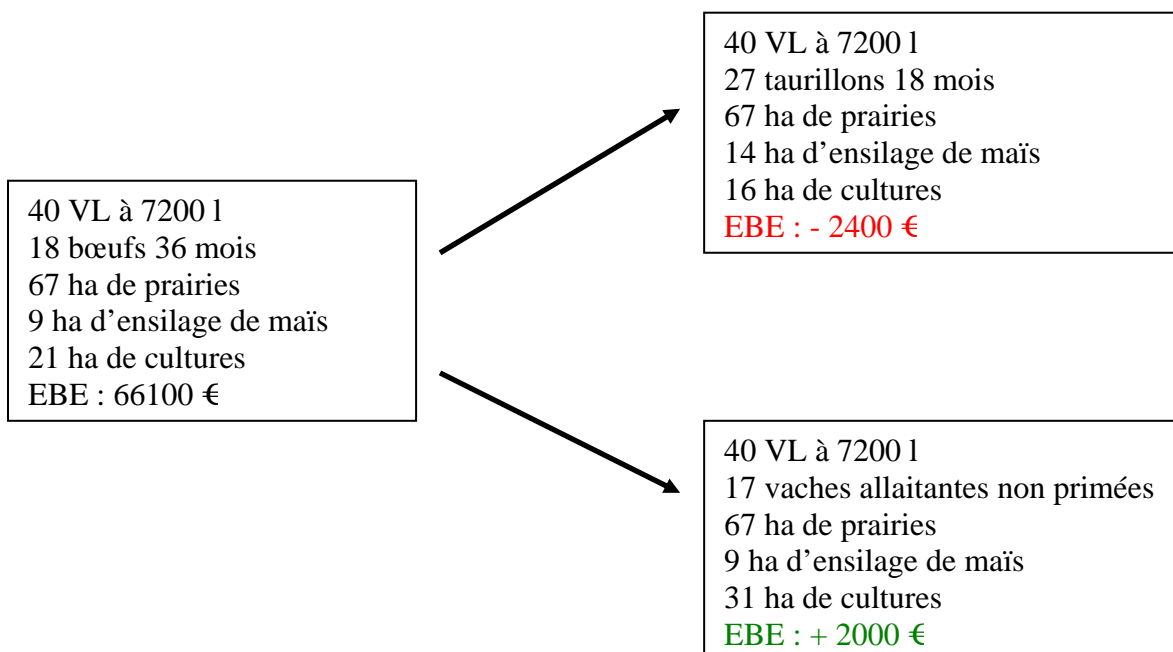 40 VL à 7200 l
18 bœufs 36 mois
67 ha de prairies
9 ha d’ensilage de maïs
21 ha de cultures
EBE : 66100 €
40 VL à 7200 l
27 taurillons 18 mois
67 ha de prairies
14 ha d’ensilage de maïs
16 ha de cultures
EBE : - 2400 €
40 VL à 7200 l
17 vaches allaitantes non primées
67 ha de prairies
9 ha d’ensilage de maïs
31 ha de cultures
EBE : + 2000 €